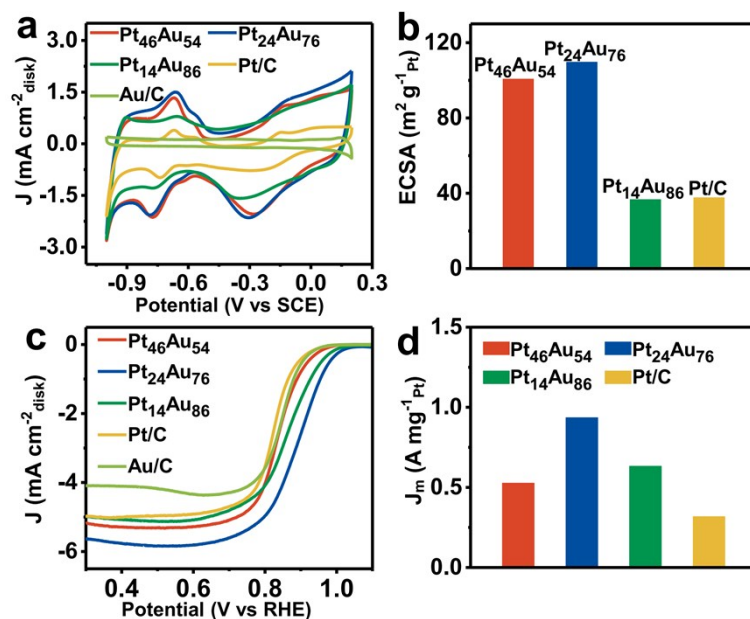 a
Pt46Au54
Pt24Au76
Pt14Au86
Pt/C
Au/C
3.0
1.5
0.0
-1.5
-3.0
J (mA cm-2disk)
-0.9 -0.6 -0.3 0.0 0.3
Potential (V vs SCE)
b
120
80
40
0
ECSA (m2 g-1Pt)
Pt46Au54
Pt24Au76
Pt14Au86
Pt/C
c
Pt46Au54
Pt24Au76
Pt14Au86
Pt/C
Au/C
0
-2
-4
-6
J (mA cm-2disk)
0.4 0.6 0.8 1.0
Potential (V vs RHE)
d
1.5
1.0
0.5
0.0
Jm (A mg-1Pt)
Pt46Au54
Pt24Au76
Pt14Au86
Pt/C